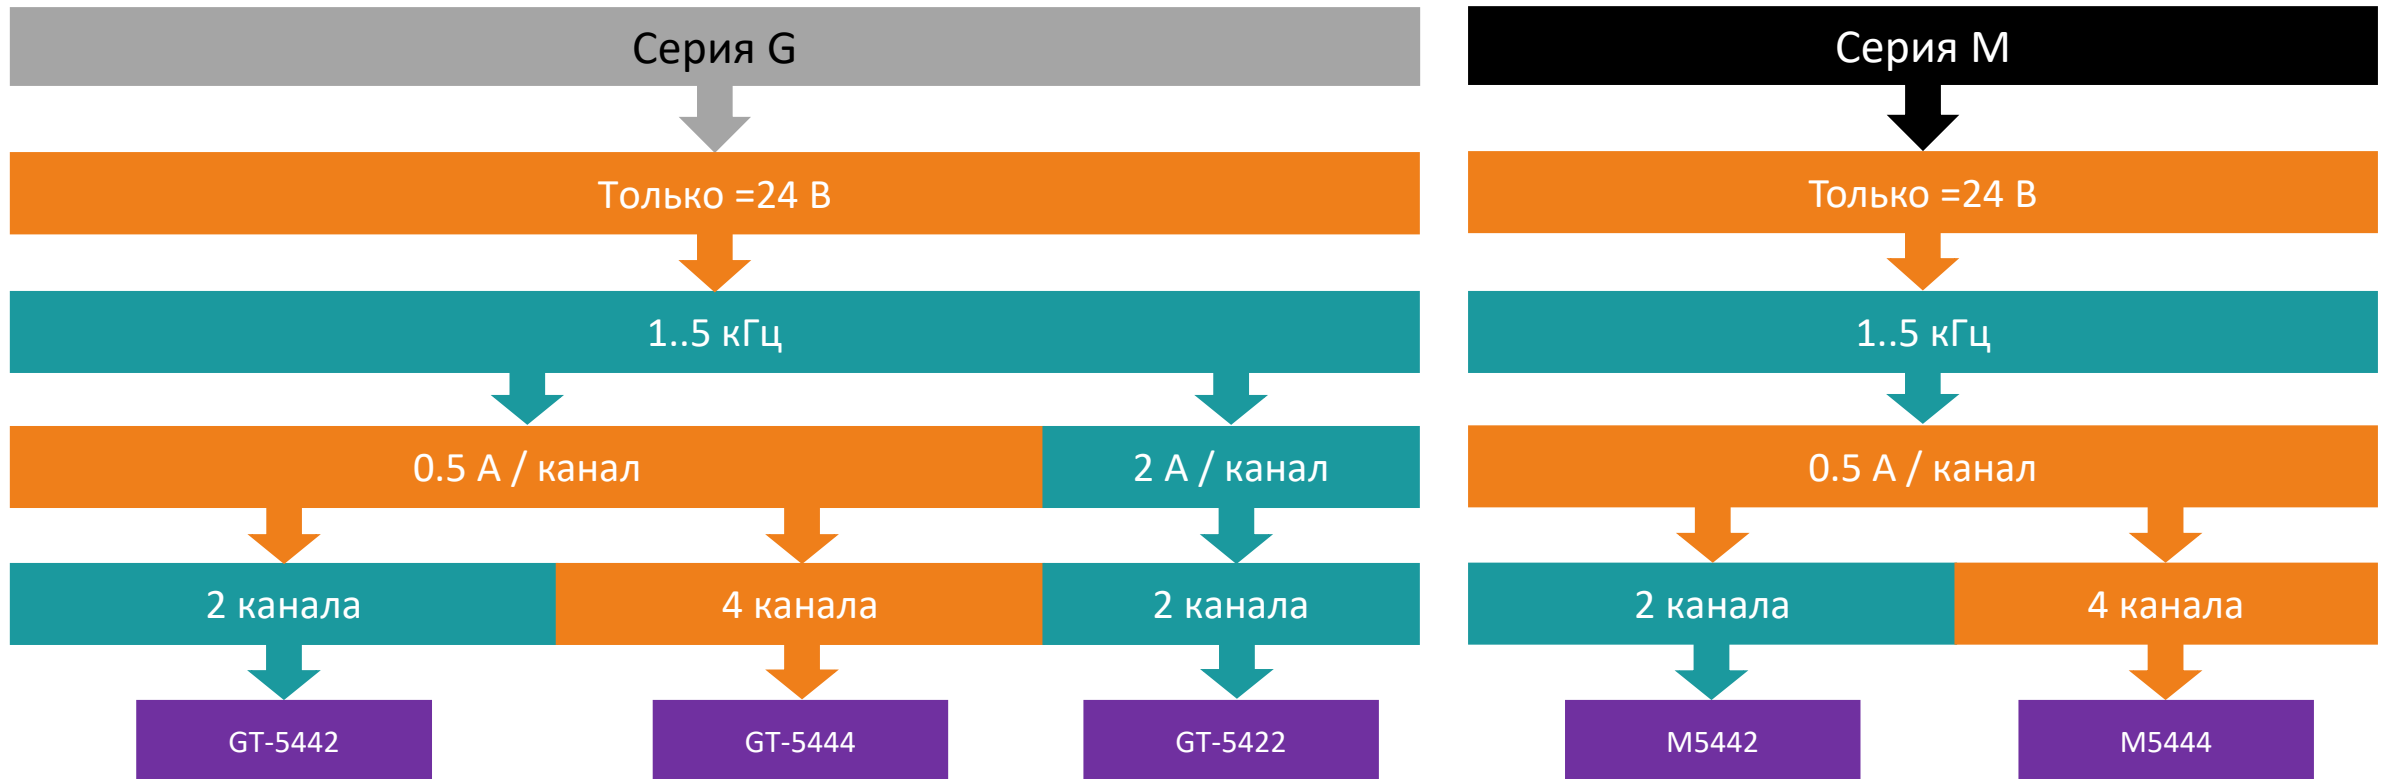 Серия G
Серия M
Только =24 В
Только =24 В
1..5 кГц
1..5 кГц
0.5 А / канал
2 А / канал
0.5 А / канал
2 канала
4 канала
2 канала
2 канала
4 канала
GT-5442
GT-5444
GT-5422
M5442
M5444